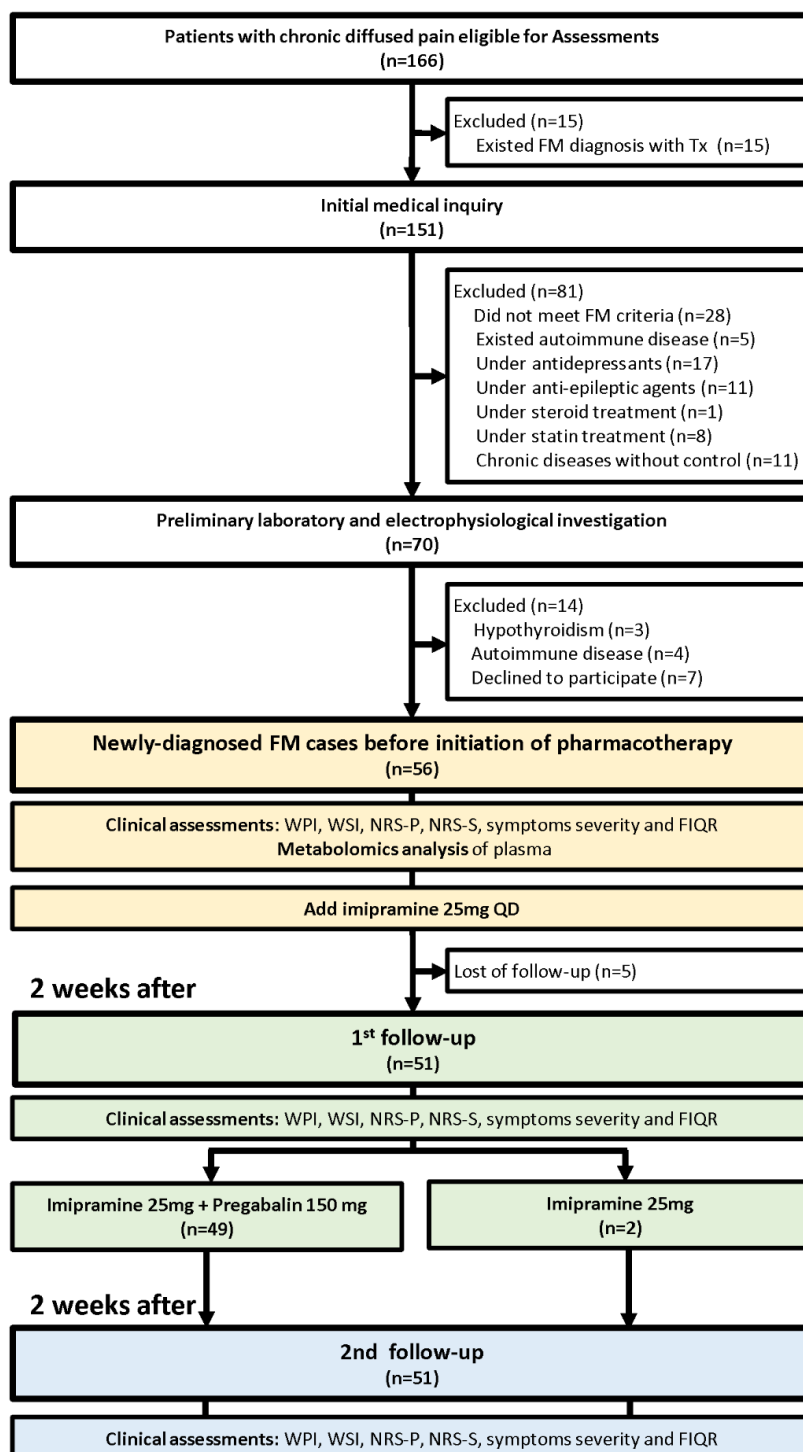 Patients with chronic diffused pain eligible for Assessments
(n=166)
Excluded (n=15)
Existed FM diagnosis with Tx (n=15)
Initial medical inquiry
(n=151)
Excluded (n=81)
Did not meet FM criteria (n=28)
Existed autoimmune disease (n=5)
Under antidepressants (n=17)
Under anti-epileptic agents (n=11)
Under steroid treatment (n=1)
Under statin treatment (n=8)
Chronic diseases without control (n=11)
Preliminary laboratory and electrophysiological investigation
(n=70)
Excluded (n=14)
Hypothyroidism (n=3)
Autoimmune disease (n=4)
Declined to participate (n=7)
Newly-diagnosed FM cases before initiation of pharmacotherapy
(n=56)
Clinical assessments: WPI, WSI, NRS-P, NRS-S, symptoms severity and FIQR
Metabolomics analysis of plasma
Add imipramine 25mg QD
Lost of follow-up (n=5)
2 weeks after
1st follow-up
(n=51)
Clinical assessments: WPI, WSI, NRS-P, NRS-S, symptoms severity and FIQR
Imipramine 25mg + Pregabalin 150 mg
(n=49)
Imipramine 25mg
(n=2)
2 weeks after
2nd follow-up
(n=51)
Clinical assessments: WPI, WSI, NRS-P, NRS-S, symptoms severity and FIQR